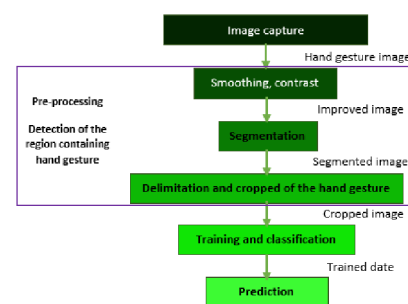 Image capture
Hand gesture image
Smoothing, contrast
Pre-processing
Improved image
Detection of the
region containing
hand gesture
Segmentation
Segmented image
Delimitation and cropped of the hand gesture
Cropped image
Training and classification
Trained date
Prediction